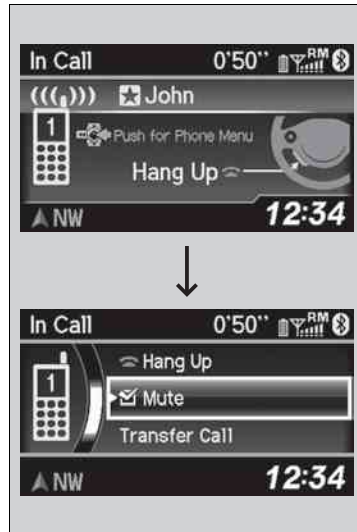 In Call 0'50'' RM
John
1 Push for Phone Menu
Hang Up
NW 12:34
In Call 0'50'' RM
Hang Up
1 Mute
Transfer Call
NW 12:34